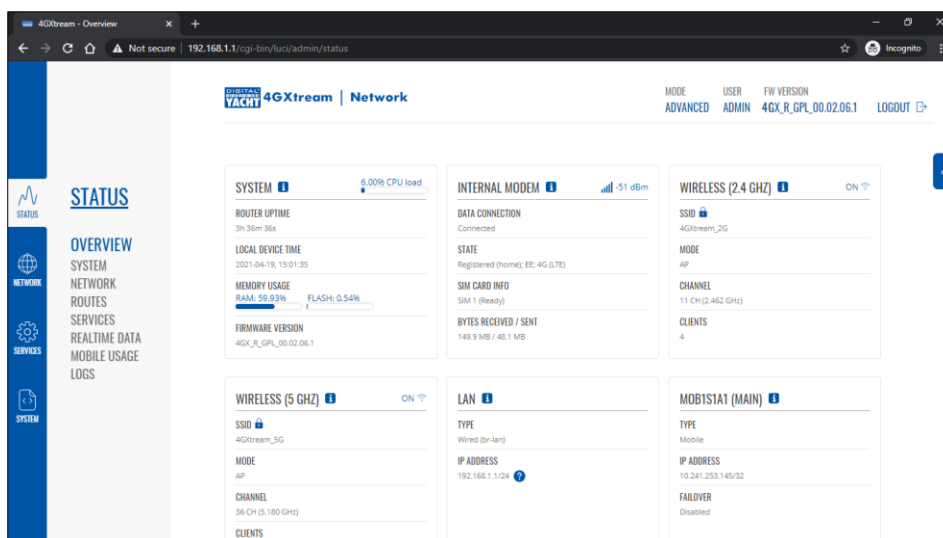 4GXtream - Overview
Not secure | 192.168.1.1/cgi-bin/luci/admin/status
Incognito
DIGITAL YACHT 4GXtream | Network
MODE
ADVANCED
USER
ADMIN
FW VERSION
4GX_R_GPL_00.02.06.1
LOGOUT
STATUS
NETWORK
SERVICES
SYSTEM
STATUS
OVERVIEW
SYSTEM
NETWORK
ROUTES
SERVICES
REALTIME DATA
MOBILE USAGE
LOGS
SYSTEM
6.00% CPU load
ROUTER UPTIME
3h 36m 36s
LOCAL DEVICE TIME
2021-04-19, 15:01:35
MEMORY USAGE
RAM: 59.93% FLASH: 0.54%
FIRMWARE VERSION
4GX_R_GPL_00.02.06.1
INTERNAL MODEM
-51 dBm
DATA CONNECTION
Connected
STATE
Registered (home); EE; 4G (LTE)
SIM CARD INFO
SIM 1 (Ready)
BYTES RECEIVED / SENT
149.9 MB / 48.1 MB
WIRELESS (2.4 GHZ)
ON
SSID
4GXtream_2G
MODE
AP
CHANNEL
11 CH (2.462 GHz)
CLIENTS
4
WIRELESS (5 GHZ)
ON
SSID
4GXtream_5G
MODE
AP
CHANNEL
36 CH (5.180 GHz)
CLIENTS
LAN
TYPE
Wired (br-lan)
IP ADDRESS
192.168.1.1/24
MOB1S1A1 (MAIN)
TYPE
Mobile
IP ADDRESS
10.241.253.145/32
FAILOVER
Disabled